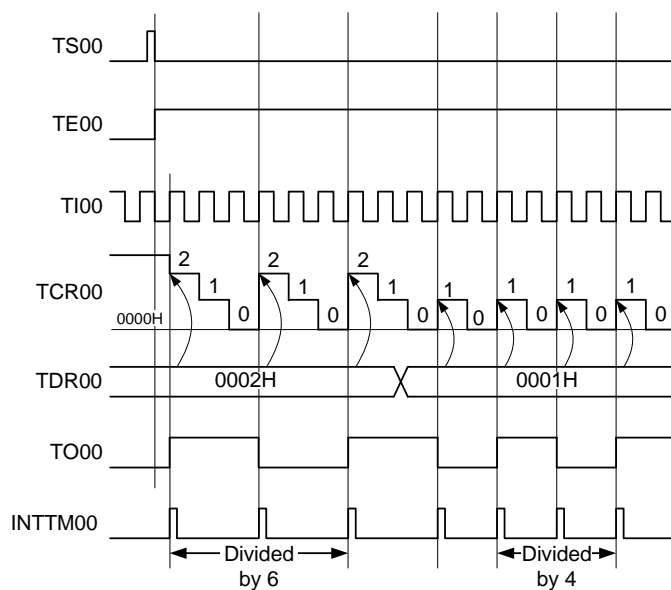 TS00
TE00
TI00
TCR00
2 1 0 2 1 0 2 1 0 1 0 1 0 1 0 1 0
0000H
TDR00
0002H 0001H
TO00
INTTM00
Divided by 6
Divided by 4